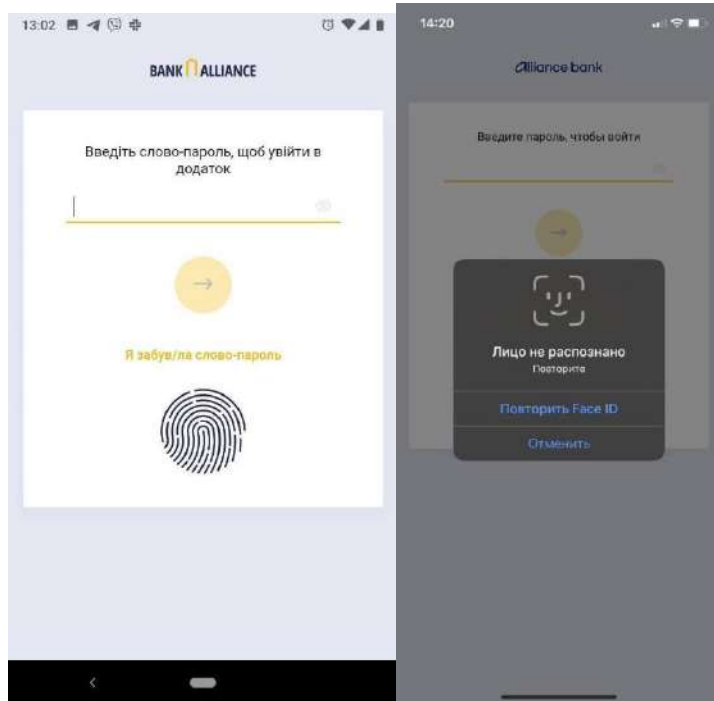 13:02
BANK ALLIANCE
Введіть слово-пароль, щоб увійти в
додаток
Я забув/ла слово-пароль
14:20
Alliance bank
Введите пароль, чтобы войти
Лицо не распознано
Повторите
Повторить Face ID
Отменить